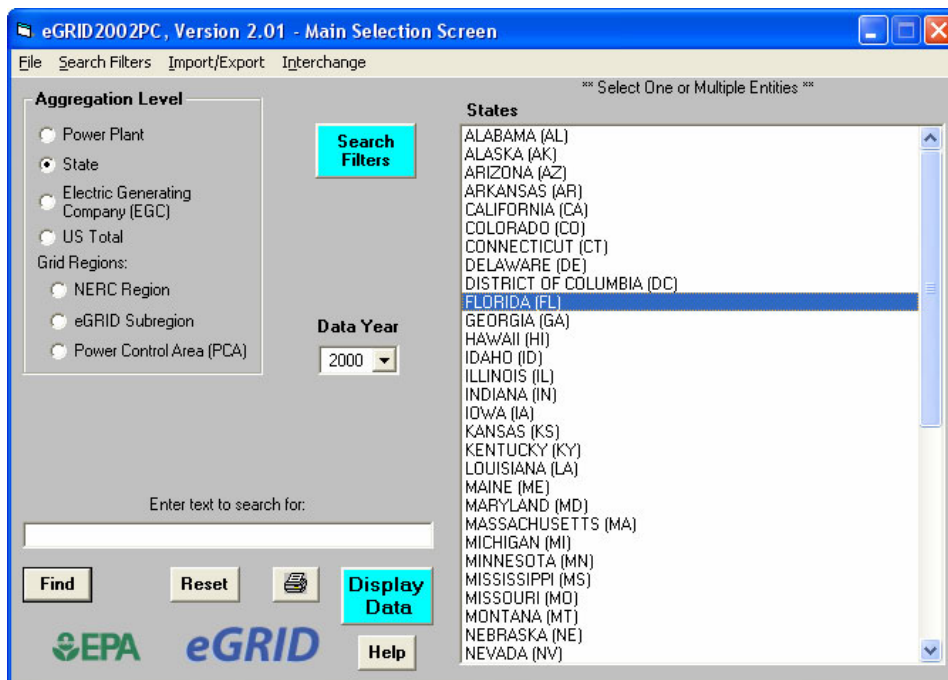 eGRID2002PC, Version 2.01 - Main Selection Screen
File Search Filters Import/Export Interchange
Aggregation Level
Power Plant
State
Electric Generating
Company (EGC)
US Total
Grid Regions:
NERC Region
eGRID Subregion
Power Control Area (PCA)
Search
Filters
Data Year
2000
** Select One or Multiple Entities **
States
ALABAMA (AL)
ALASKA (AK)
ARIZONA (AZ)
ARKANSAS (AR)
CALIFORNIA (CA)
COLORADO (CO)
CONNECTICUT (CT)
DELAWARE (DE)
DISTRICT OF COLUMBIA (DC)
FLORIDA (FL)
GEORGIA (GA)
HAWAII (HI)
IDAHO (ID)
ILLINOIS (IL)
INDIANA (IN)
IOWA (IA)
KANSAS (KS)
KENTUCKY (KY)
LOUISIANA (LA)
MAINE (ME)
MARYLAND (MD)
MASSACHUSETTS (MA)
MICHIGAN (MI)
MINNESOTA (MN)
MISSISSIPPI (MS)
MISSOURI (MO)
MONTANA (MT)
NEBRASKA (NE)
NEVADA (NV)
Enter text to search for:
Find
Reset
Display
Data
EPA
eGRID
Help